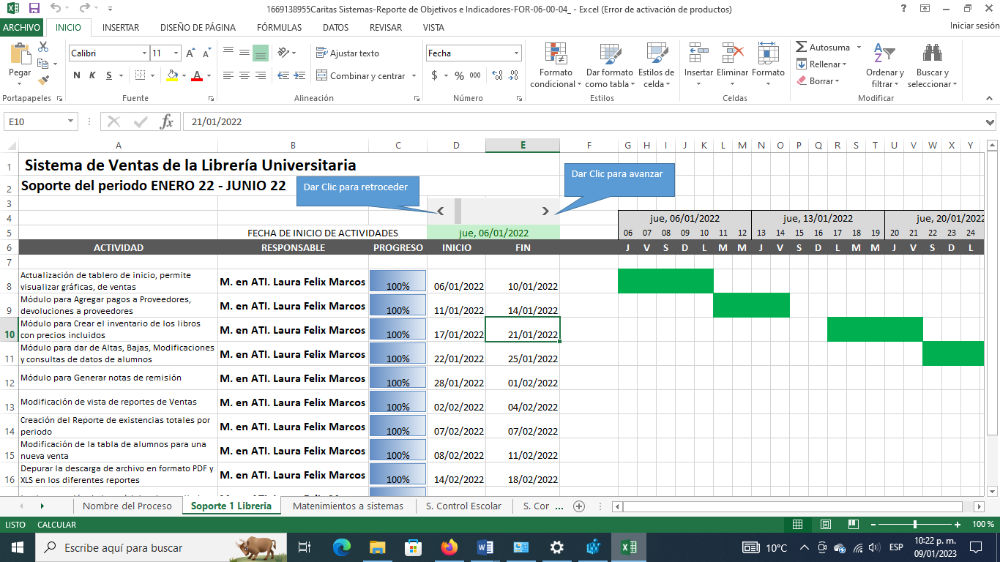 1669138955Caritas Sistemas-Reporte de Objetivos e Indicadores-FOR-06-00-04_ - Excel (Error de activación de productos)
ARCHIVO INICIO INSERTAR DISEÑO DE PÁGINA FÓRMULAS DATOS REVISAR VISTA Iniciar sesión
Calibri 11 Ajustar texto Fecha Autosuma
Pegar Rellenar
N K S Combinar y centrar $ % 000 Borrar
Formato condicional Dar formato como tabla Estilos de celda Insertar Eliminar Formato Ordenar y filtrar Buscar y seleccionar
Portapapeles Fuente Alineación Número Estilos Celdas Modificar
E10 fx 21/01/2022
A B C D E F G H I J K L M N O P Q R S T U V W X Y
1 Sistema de Ventas de la Librería Universitaria
Dar Clic para avanzar
2 Soporte del periodo ENERO 22 - JUNIO 22
Dar Clic para retroceder
3
4 jue, 06/01/2022 jue, 13/01/2022 jue, 20/01/2022
5 FECHA DE INICIO DE ACTIVIDADES jue, 06/01/2022 06 07 08 09 10 11 12 13 14 15 16 17 18 19 20 21 22 23 24
6 ACTIVIDAD RESPONSABLE PROGRESO INICIO FIN J V S D L M M J V S D L M M J V S D L
7
8 Actualización de tablero de inicio, permite
visualizar gráficas, de ventas M. en ATI. Laura Felix Marcos 100% 06/01/2022 10/01/2022
9 Módulo para Agregar pagos a Proveedores,
devoluciones a proveedores M. en ATI. Laura Felix Marcos 100% 11/01/2022 14/01/2022
10 Módulo para Crear el inventario de los libros
con precios incluidos M. en ATI. Laura Felix Marcos 100% 17/01/2022 21/01/2022
11 Módulo para dar de Altas, Bajas, Modificaciones
y consultas de datos de alumnos M. en ATI. Laura Felix Marcos 100% 22/01/2022 25/01/2022
12 Módulo para Generar notas de remisión M. en ATI. Laura Felix Marcos 100% 28/01/2022 01/02/2022
13 Modificación de vista de reportes de Ventas M. en ATI. Laura Felix Marcos 100% 02/02/2022 04/02/2022
14 Creación del Reporte de existencias totales por
periodo M. en ATI. Laura Felix Marcos 100% 07/02/2022 07/02/2022
15 Modificación de la tabla de alumnos para una
nueva venta M. en ATI. Laura Felix Marcos 100% 08/02/2022 11/02/2022
16 Depurar la descarga de archivo en formato PDF y
XLS en los diferentes reportes M. en ATI. Laura Felix Marcos 100% 14/02/2022 18/02/2022
Nombre del Proceso Soporte 1 Libreria Matenimientos a sistemas S. Control Escolar S. Cor ...
LISTO CALCULAR 100 %
Escribe aquí para buscar 10°C ESP 10:22 p. m.
09/01/2023